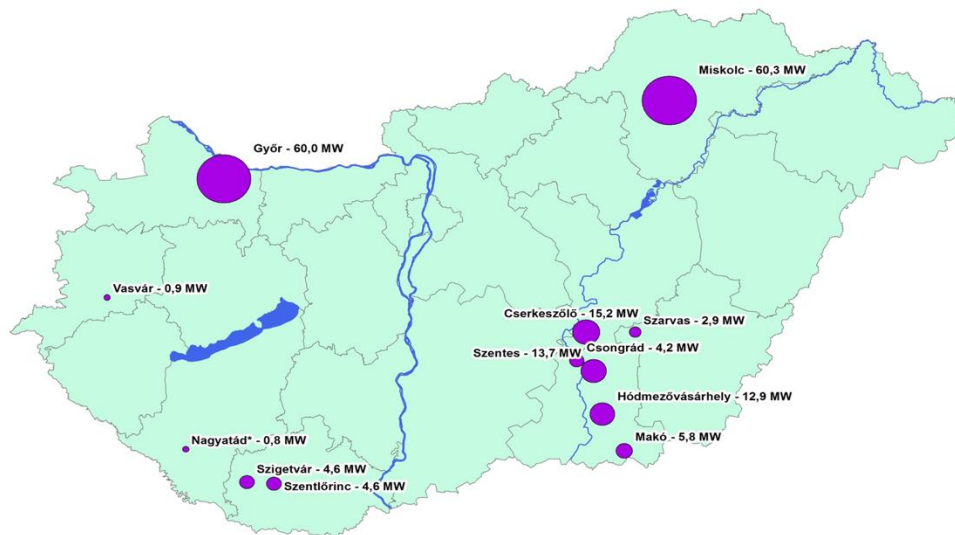 Miskolc - 60,3 MW
Győr - 60,0 MW
Vasvár - 0,9 MW
Cserkeszőlő - 15,2 MW
Szarvas - 2,9 MW
Csongrád - 4,2 MW
Szentes - 13,7 MW
Hódmezővásárhely - 12,9 MW
Makó - 5,8 MW
Nagyatád* - 0,8 MW
Szigetvár - 4,6 MW
Szentlőrinc - 4,6 MW